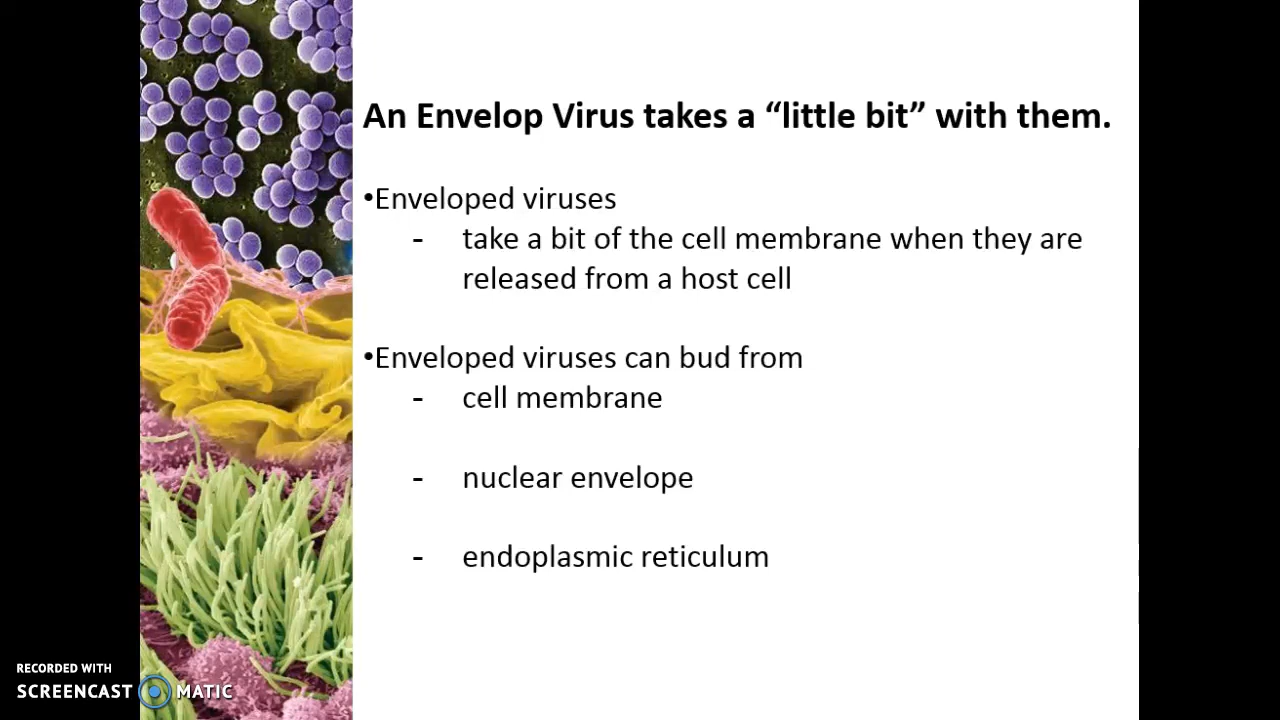 An Envelop Virus takes a “little bit” with them.
•Enveloped viruses
- take a bit of the cell membrane when they are
released from a host cell
•Enveloped viruses can bud from
- cell membrane
- nuclear envelope
- endoplasmic reticulum
RECORDED WITH
SCREENCAST MATIC